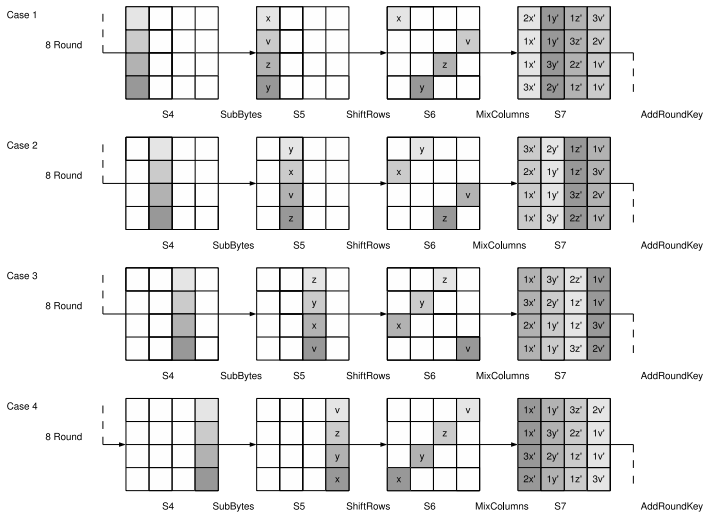 Case 1
8 Round
x x 2x' 1y' 1z' 3v'
v v 1x' 1y' 3z' 2v'
z z 1x' 3y' 2z' 1v'
y y 3x' 2y' 1z' 1v'
S4 SubBytes S5 ShiftRows S6 MixColumns S7 AddRoundKey
Case 2
8 Round
y y 3x' 2y' 1z' 1v'
x x 2x' 1y' 1z' 3v'
v v 1x' 1y' 3z' 2v'
z z 1x' 3y' 2z' 1v'
S4 SubBytes S5 ShiftRows S6 MixColumns S7 AddRoundKey
Case 3
8 Round
z z 1x' 3y' 2z' 1v'
y y 3x' 2y' 1z' 1v'
x x 2x' 1y' 1z' 3v'
v v 1x' 1y' 3z' 2v'
S4 SubBytes S5 ShiftRows S6 MixColumns S7 AddRoundKey
Case 4
8 Round
v v 1x' 1y' 3z' 2v'
z z 1x' 3y' 2z' 1v'
y y 3x' 2y' 1z' 1v'
x x 2x' 1y' 1z' 3v'
S4 SubBytes S5 ShiftRows S6 MixColumns S7 AddRoundKey